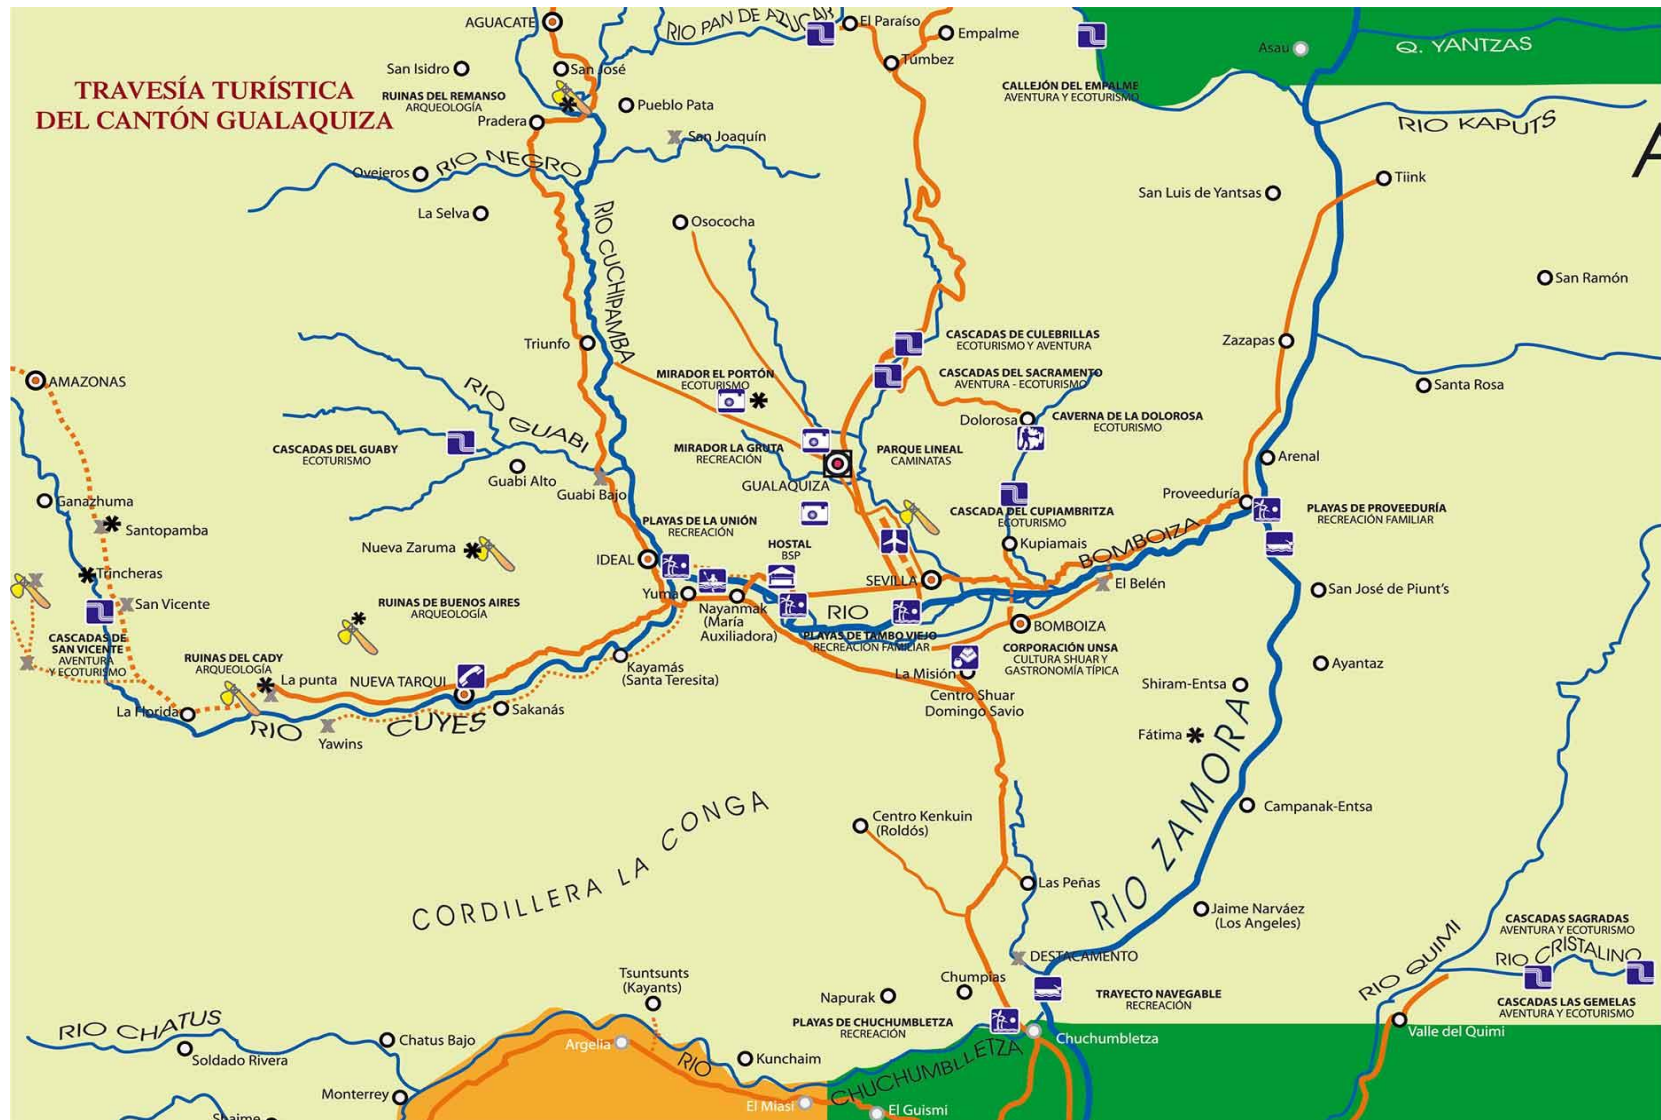 TRAVESÍA TURÍSTICA
DEL CANTÓN GUALAQUIZA
AGUACATE
RIO PAN DE AZUCAR
El Paraíso
Empalme
Túmbez
Asau
Q. YANTZAS
San Isidro
San José
RUINAS DEL REMANSO
ARQUEOLOGÍA
Pueblo Pata
CALLEJÓN DEL EMPALME
AVENTURA Y ECOTURISMO
RIO KAPUTS
Pradera
San Joaquín
A
Ovejeros
RIO NEGRO
Tiink
San Luis de Yantsas
La Selva
Osococha
RIO CUCHIPAMBA
San Ramón
Triunfo
CASCADAS DE CULEBRILLAS
ECOTURISMO Y AVENTURA
Zazapas
AMAZONAS
MIRADOR EL PORTÓN
ECOTURISMO
CASCADAS DEL SACRAMENTO
AVENTURA - ECOTURISMO
Santa Rosa
RIO GUABI
Dolorosa
CAVERNA DE LA DOLOROSA
ECOTURISMO
CASCADAS DEL GUABY
ECOTURISMO
MIRADOR LA GRUTA
RECREACIÓN
PARQUE LINEAL
CAMINATAS
Arenal
Guabi Alto
Guabi Bajo
GUALAQUIZA
Ganazhuma
Proveeduría
Santopamba
PLAYAS DE LA UNIÓN
RECREACIÓN
CASCADA DEL CUPIAMBRITZA
ECOTURISMO
PLAYAS DE PROVEEDURÍA
RECREACIÓN FAMILIAR
Nueva Zaruma
IDEAL
HOSTAL
BSP
Kupiamais
BOMBOIZA
Trincheras
SEVILLA
El Belén
San José de Piunt's
San Vicente
RUINAS DE BUENOS AIRES
ARQUEOLOGÍA
Yuma
Nayanmak
(María
Auxiliadora)
RIO
BOMBOIZA
CASCADAS DE
SAN VICENTE
AVENTURA
Y ECOTURISMO
PLAYAS DE TAMBO VIEJO
RECREACIÓN FAMILIAR
CORPORACIÓN UNSA
CULTURA SHUAR Y
GASTRONOMÍA TÍPICA
RUINAS DEL CADY
ARQUEOLOGÍA
Kayamás
(Santa Teresita)
Ayantaz
La punta
NUEVA TARQUI
La Misión
Shiram-Entsa
La Florida
Sakanás
Centro Shuar
Domingo Savio
RIO CUYES
Yawins
Fátima
RIO ZAMORA
CORDILLERA LA CONGA
Centro Kenkuin
(Roldós)
Campanak-Entsa
Las Peñas
Jaime Narváez
(Los Angeles)
CASCADAS SAGRADAS
AVENTURA Y ECOTURISMO
RIO QUIMI
RIO CRISTALINO
DESTACAMENTO
Tsuntsunts
(Kayants)
Chumpias
Napurak
TRAYECTO NAVEGABLE
RECREACIÓN
CASCADAS LAS GEMELAS
AVENTURA Y ECOTURISMO
RIO CHATUS
PLAYAS DE CHUCHUMBLETZA
RECREACIÓN
Valle del Quimi
Chatus Bajo
Argelia
Chuchumbletza
Soldado Rivera
Kunchaim
RIO CHUCHUMBLLETZA
Monterrey
El Miasi
El Guismi